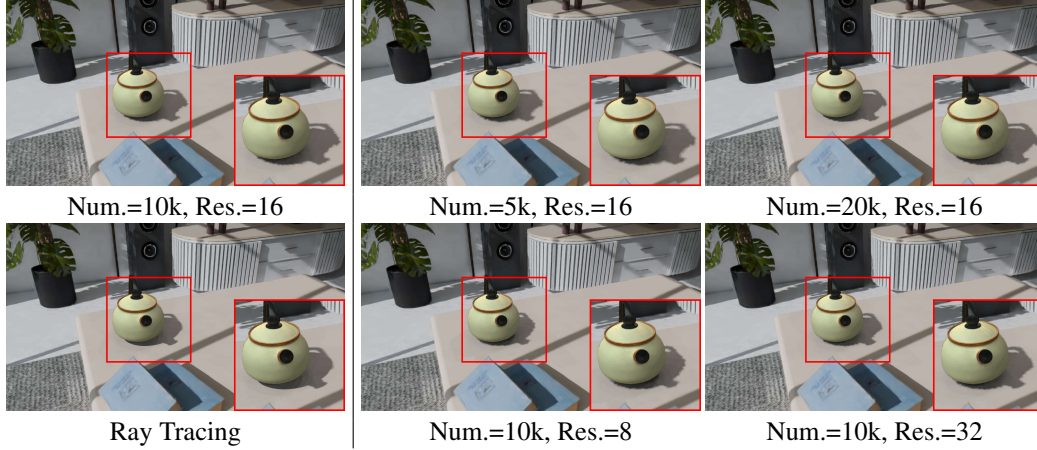 Num.=10k, Res.=16
Num.=5k, Res.=16
Num.=20k, Res.=16
Ray Tracing
Num.=10k, Res.=8
Num.=10k, Res.=32